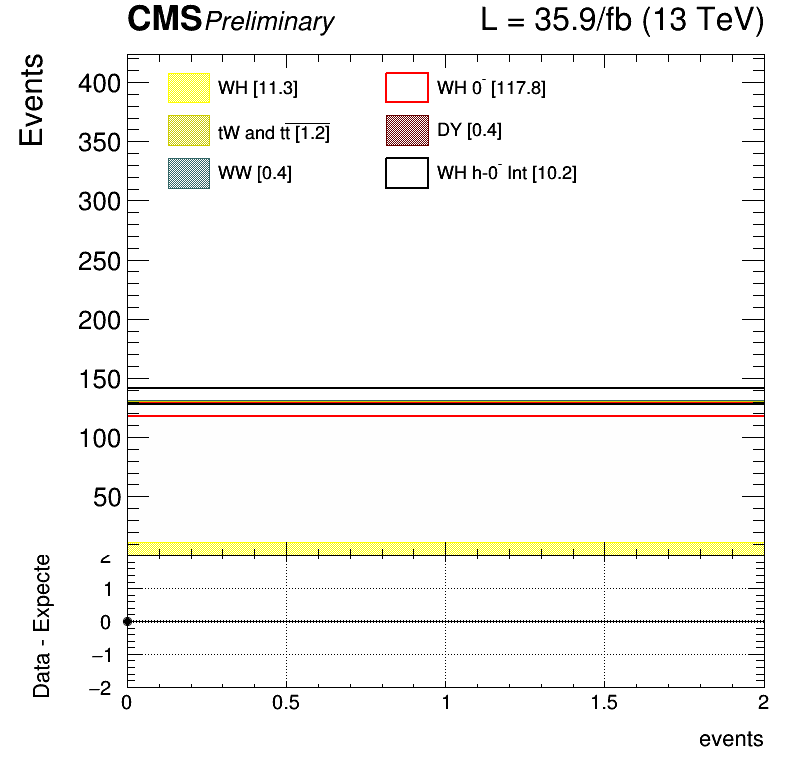 CMS Preliminary L = 35.9/fb (13 TeV)
Events
400
350
300
250
200
150
100
50
WH [11.3]
WH 0⁻ [117.8]
tW and tt̅ [1.2]
DY [0.4]
WW [0.4]
WH h-0⁻ Int [10.2]
Data - Expecte
2
1
0
−1
−2
0 0.5 1 1.5 2
events